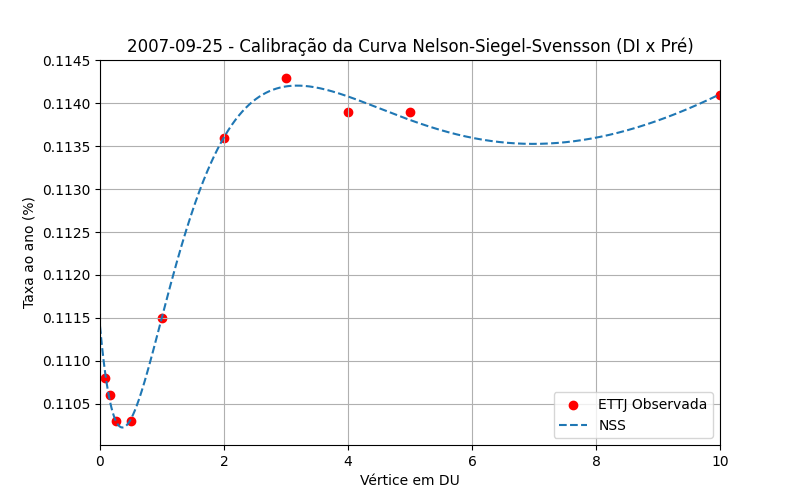 2007-09-25 - Calibração da Curva Nelson-Siegel-Svensson (DI x Pré)
Taxa ao ano (%)
0.1145
0.1140
0.1135
0.1130
0.1125
0.1120
0.1115
0.1110
0.1105
ETTJ Observada
NSS
0 2 4 6 8 10
Vértice em DU